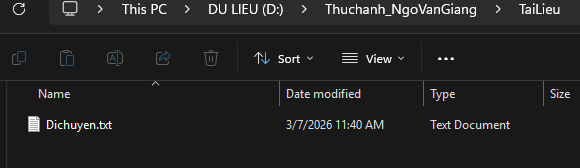 This PC > DU LIEU (D:) > Thuchanh_NgoVanGiang > TaiLieu
Sort View
Name Date modified Type Size
Dichuyen.txt 3/7/2026 11:40 AM Text Document